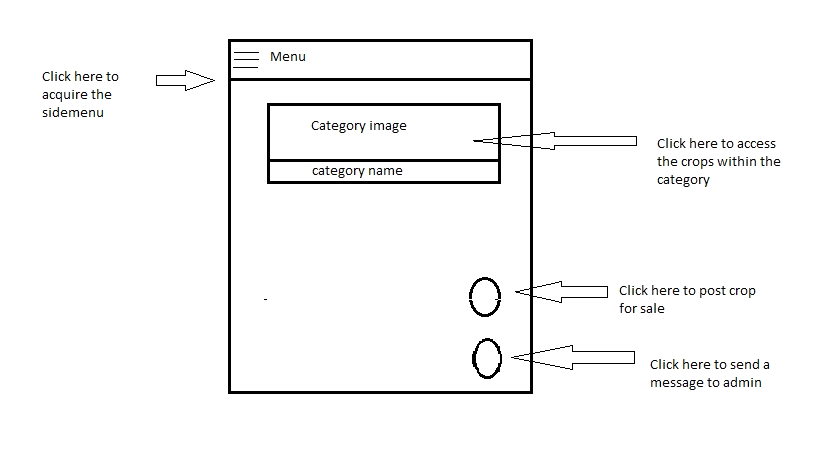 Menu
Click here to
acquire the
sidemenu
Category image
category name
Click here to access
the crops within the
category
Click here to post crop
for sale
Click here to send a
message to admin